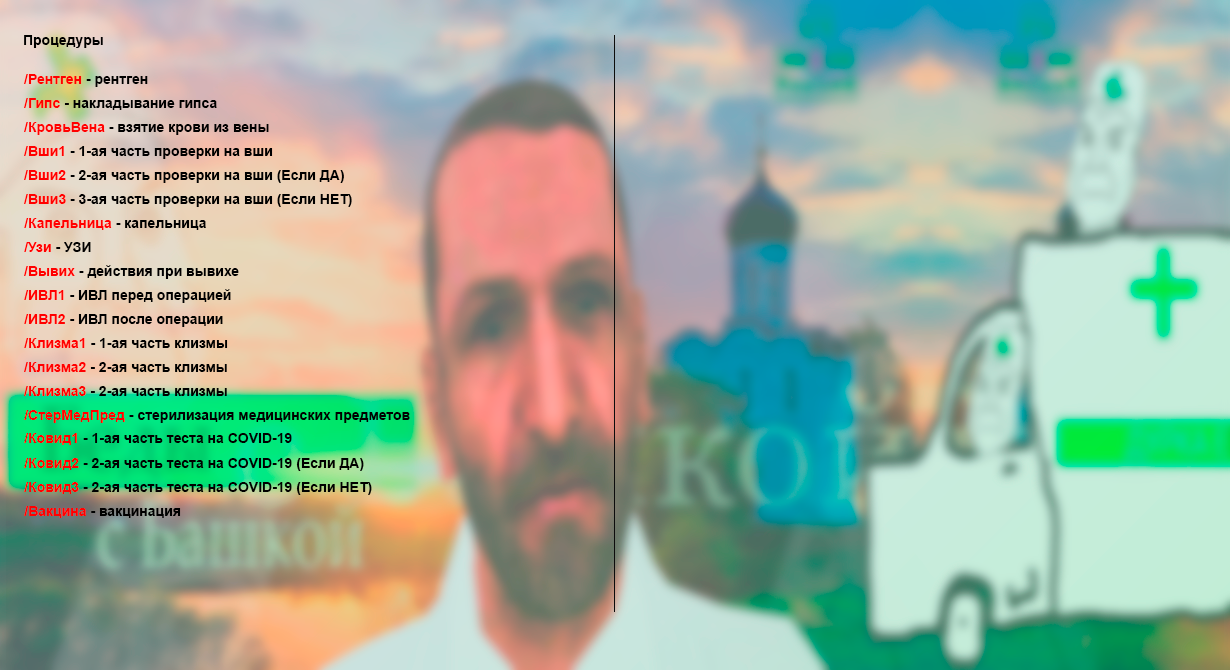 Процедуры
/Рентген - рентген
/Гипс - накладывание гипса
/КровьВена - взятие крови из вены
/Вши1 - 1-ая часть проверки на вши
/Вши2 - 2-ая часть проверки на вши (Если ДА)
/Вши3 - 3-ая часть проверки на вши (Если НЕТ)
/Капельница - капельница
/Узи - УЗИ
/Вывих - действия при вывихе
/ИВЛ1 - ИВЛ перед операцией
/ИВЛ2 - ИВЛ после операции
/Клизма1 - 1-ая часть клизмы
/Клизма2 - 2-ая часть клизмы
/Клизма3 - 2-ая часть клизмы
/СтерМедПред - стерилизация медицинских предметов
/Ковид1 - 1-ая часть теста на COVID-19
/Ковид2 - 2-ая часть теста на COVID-19 (Если ДА)
/Ковид3 - 2-ая часть теста на COVID-19 (Если НЕТ)
/Вакцина - вакцинация
с башкой